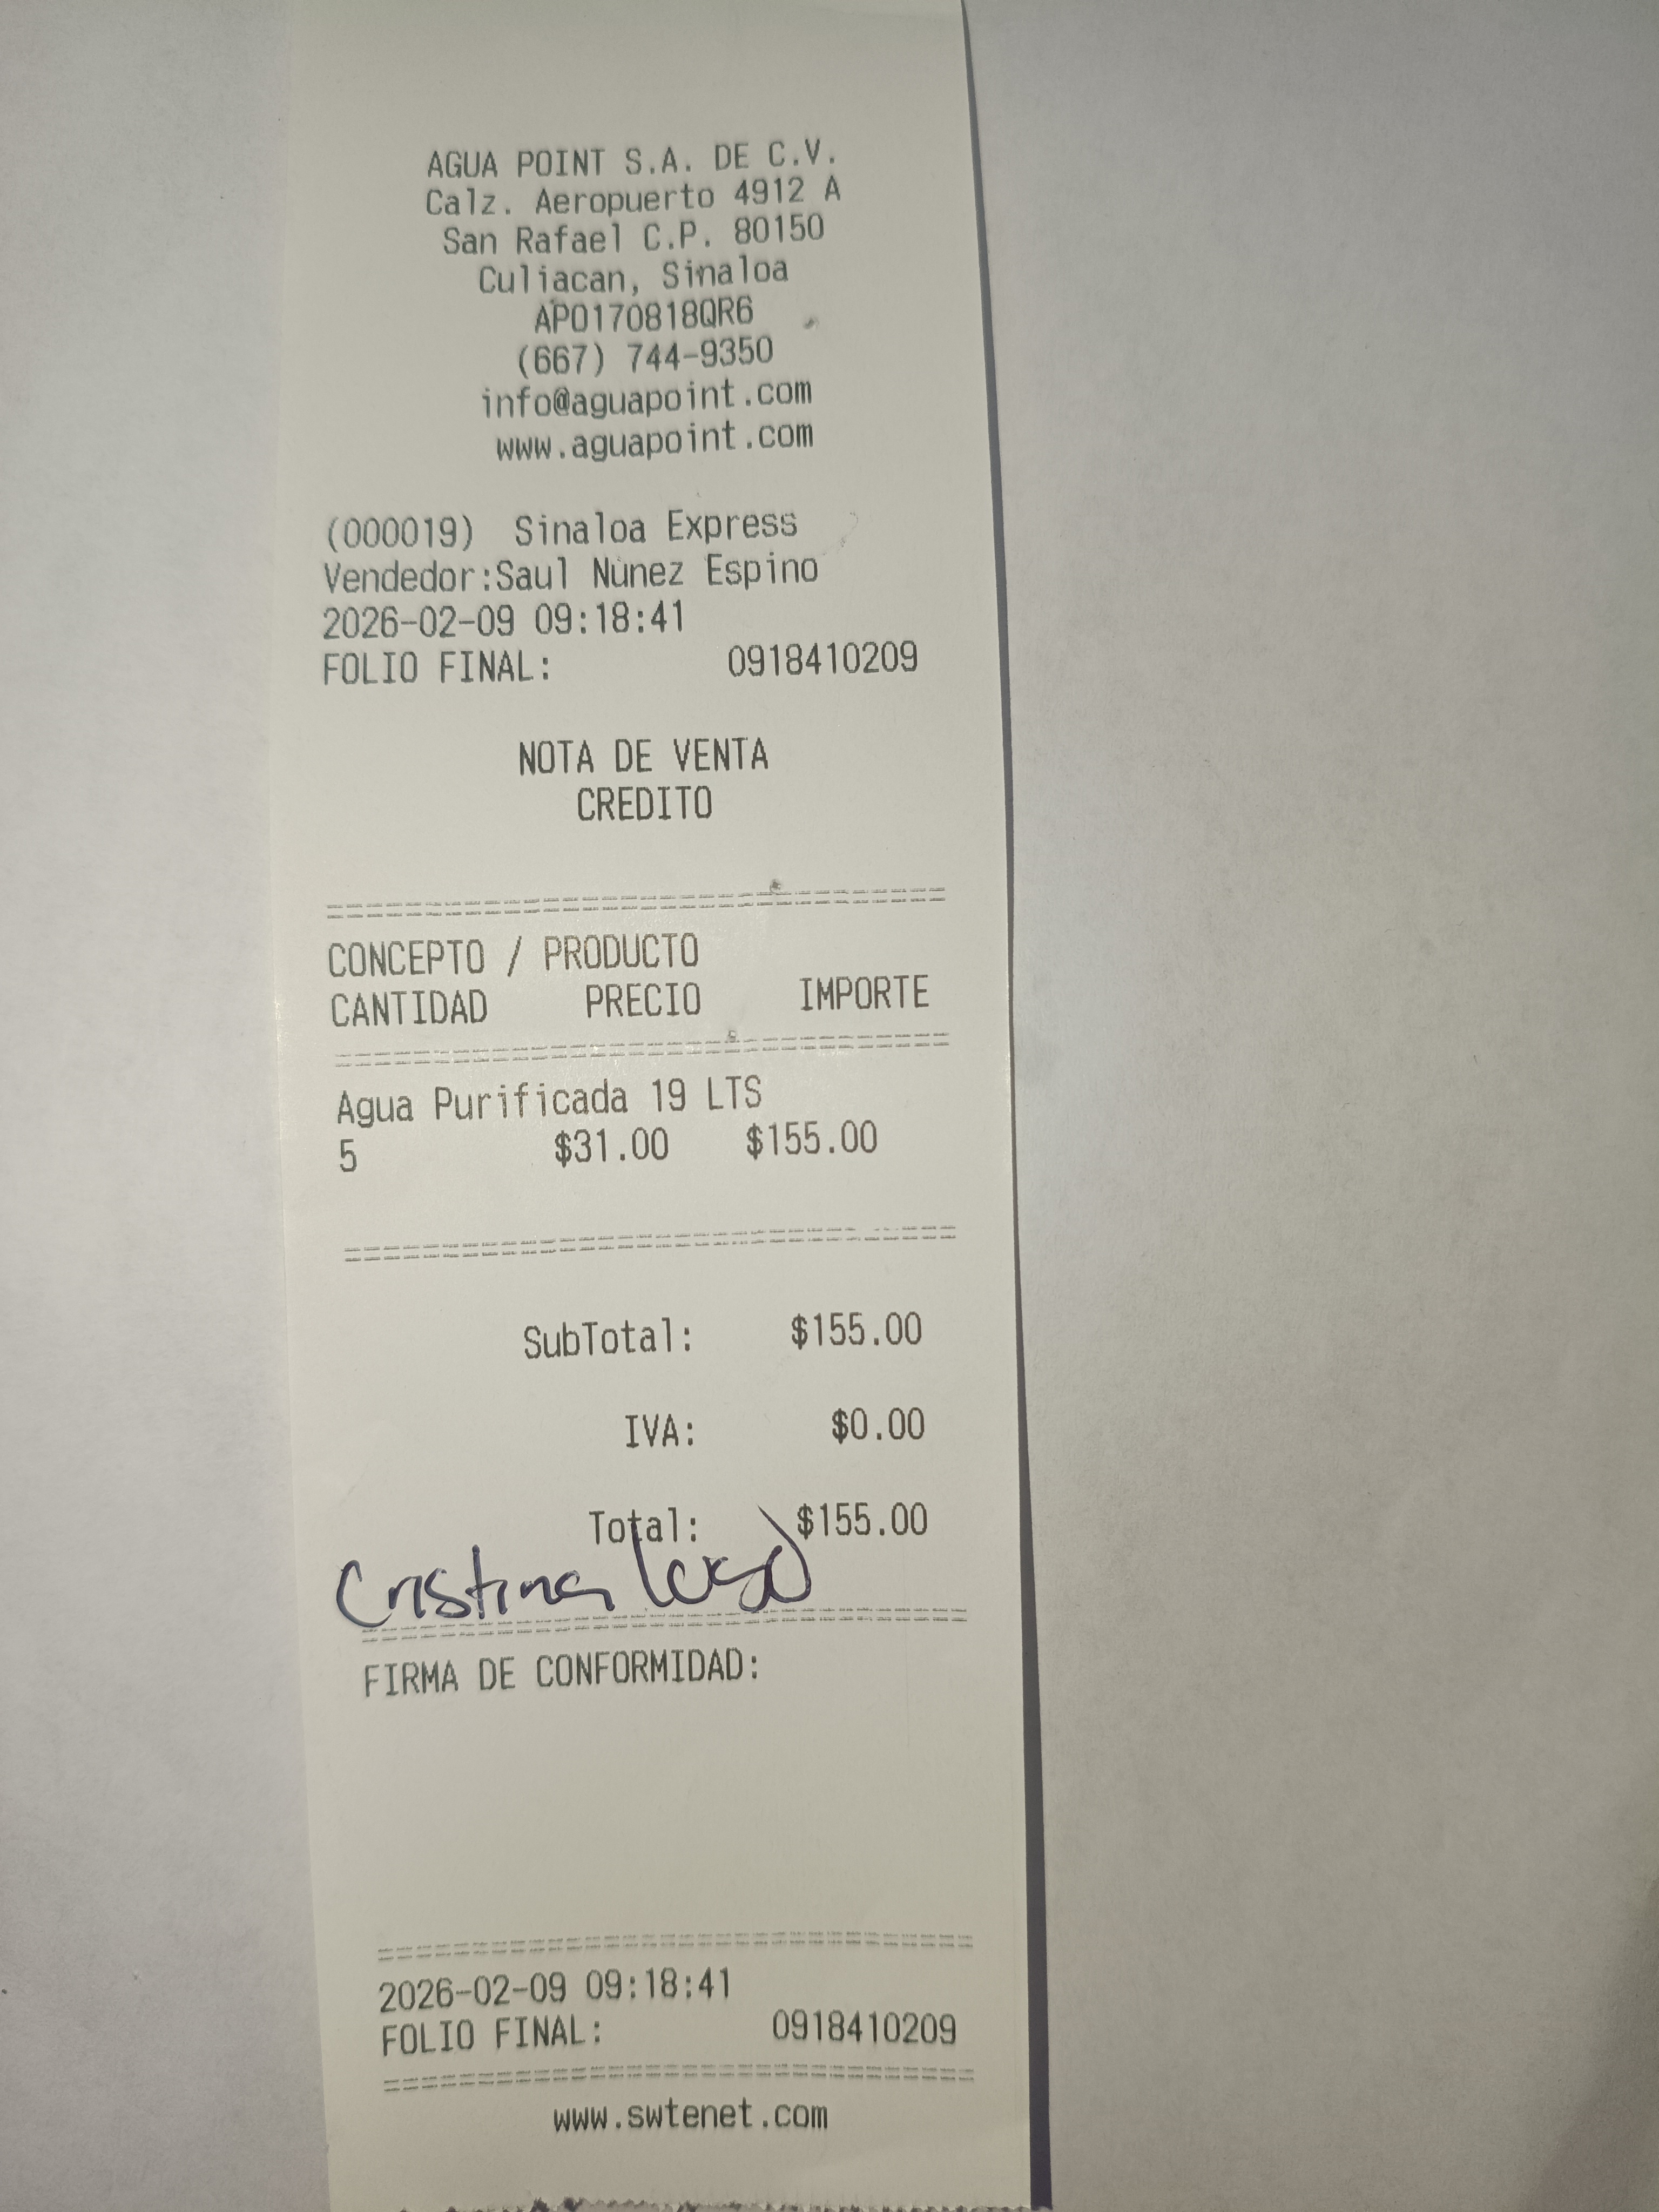 AGUA POINT S.A. DE C.V.
Calz. Aeropuerto 4912 A
San Rafael C.P. 80150
Culiacan, Sinaloa
APO170818QR6
(667) 744-9350
info@aguapoint.com
www.aguapoint.com
(000019) Sinaloa Express
Vendedor:Saul Nunez Espino
2026-02-09 09:18:41
FOLIO FINAL: 0918410209
NOTA DE VENTA
CREDITO
CONCEPTO / PRODUCTO
CANTIDAD PRECIO IMPORTE
Agua Purificada 19 LTS
5 $31.00 $155.00
SubTotal: $155.00
IVA: $0.00
Total: $155.00
Cristina
FIRMA DE CONFORMIDAD:
2026-02-09 09:18:41
FOLIO FINAL: 0918410209
www.swtenet.com